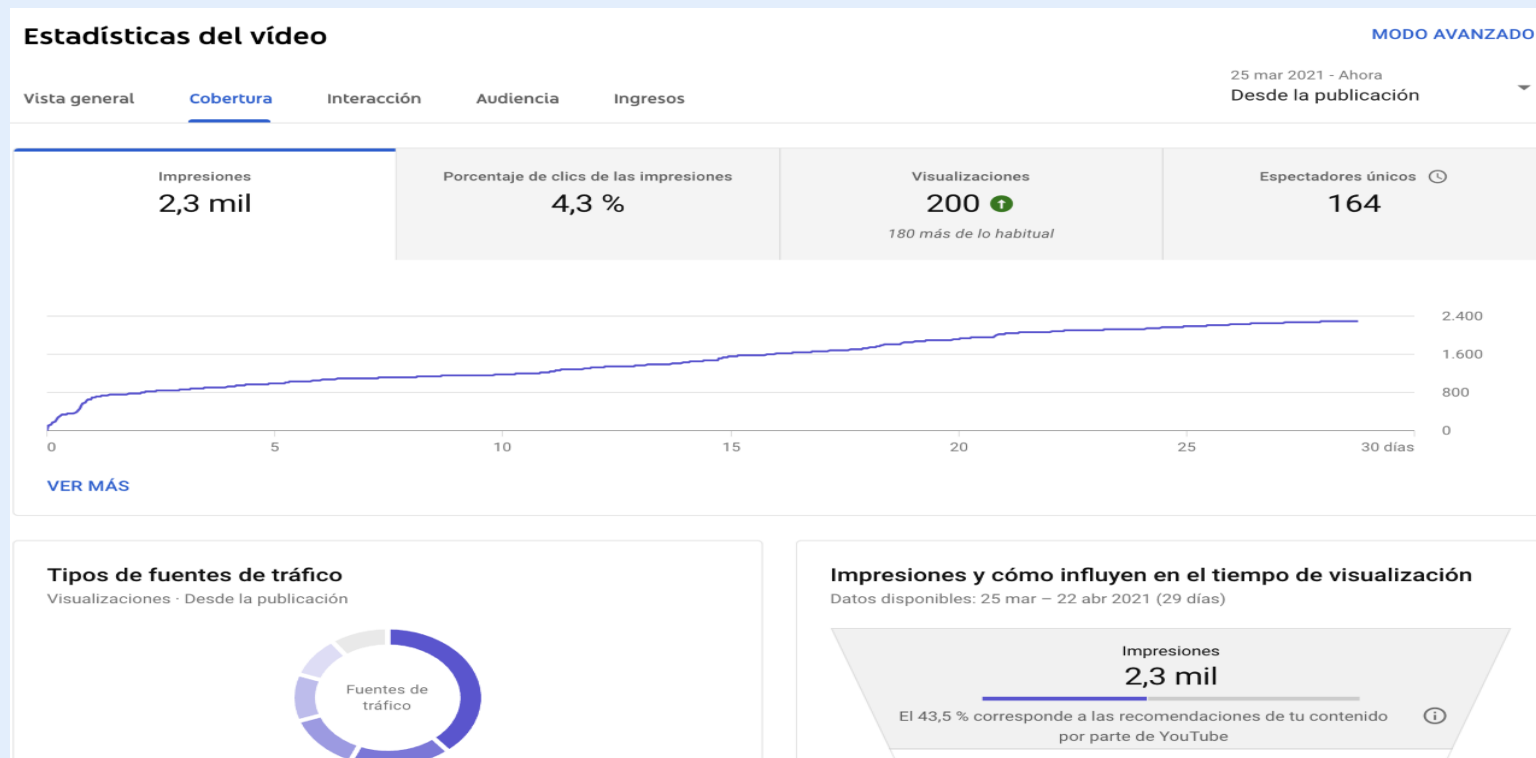 Estadísticas del vídeo
MODO AVANZADO
25 mar 2021 - Ahora
Desde la publicación
Vista general Cobertura Interacción Audiencia Ingresos
Impresiones
2,3 mil
Porcentaje de clics de las impresiones
4,3 %
Visualizaciones
200
180 más de lo habitual
Espectadores únicos
164
2.400
1.600
800
0
0 5 10 15 20 25 30 días
VER MÁS
Tipos de fuentes de tráfico
Visualizaciones · Desde la publicación
Fuentes de
tráfico
Impresiones y cómo influyen en el tiempo de visualización
Datos disponibles: 25 mar – 22 abr 2021 (29 días)
Impresiones
2,3 mil
El 43,5 % corresponde a las recomendaciones de tu contenido
por parte de YouTube